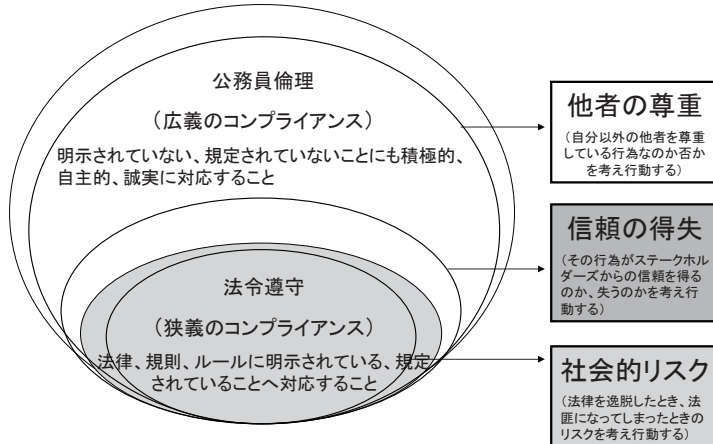 公務員倫理
（広義のコンプライアンス）
明示されていない、規定されていないことにも積極的、
自主的、誠実に対応すること
法令遵守
（狭義のコンプライアンス）
法律、規則、ルールに明示されている、規定
されていることへ対応すること
他者の尊重
（自分以外の他者を尊重
している行為なのか否か
を考え行動する）
信頼の得失
（その行為がステークホル
ダーズからの信頼を得る
のか、失うのかを考え行
動する）
社会的リスク
（法律を逸脱したとき、法
匪になってしまったときの
リスクを考え行動する）